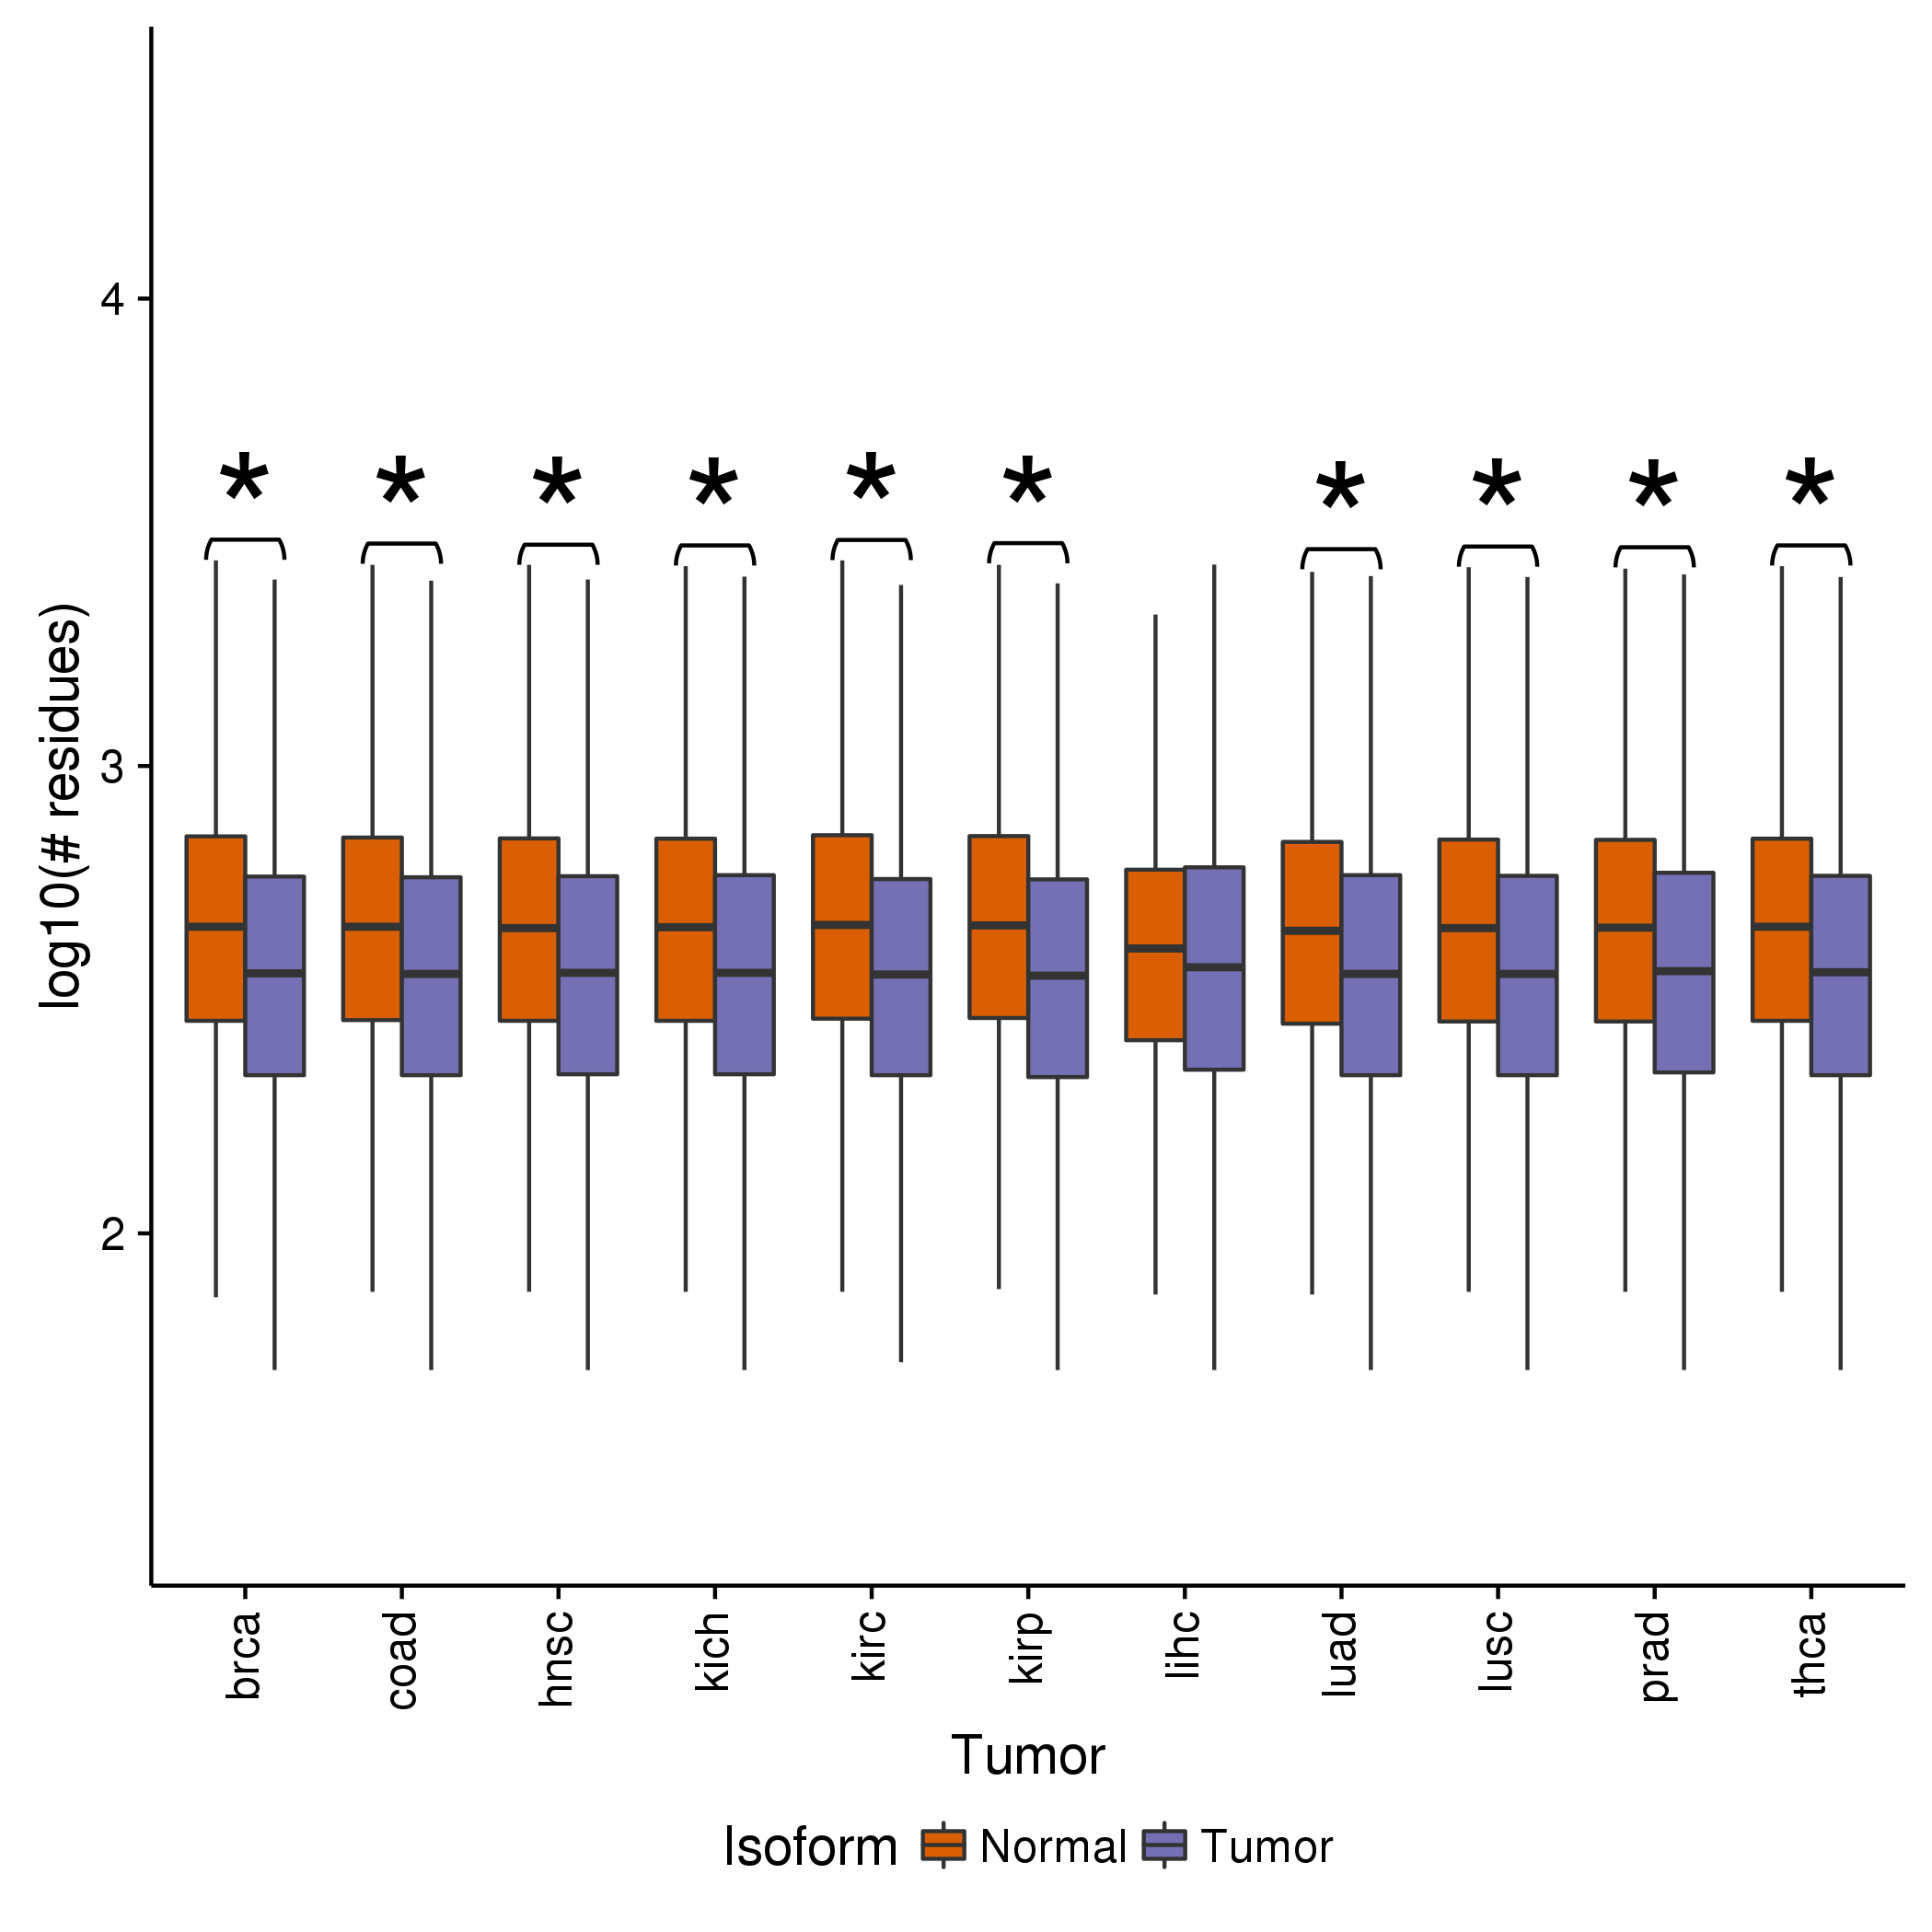 log10(# residues)
4
3
2
* * * * * * * * * *
brca coad hnsc kich kirc kirp lihc luad lusc prad thca
Tumor
Isoform Normal Tumor